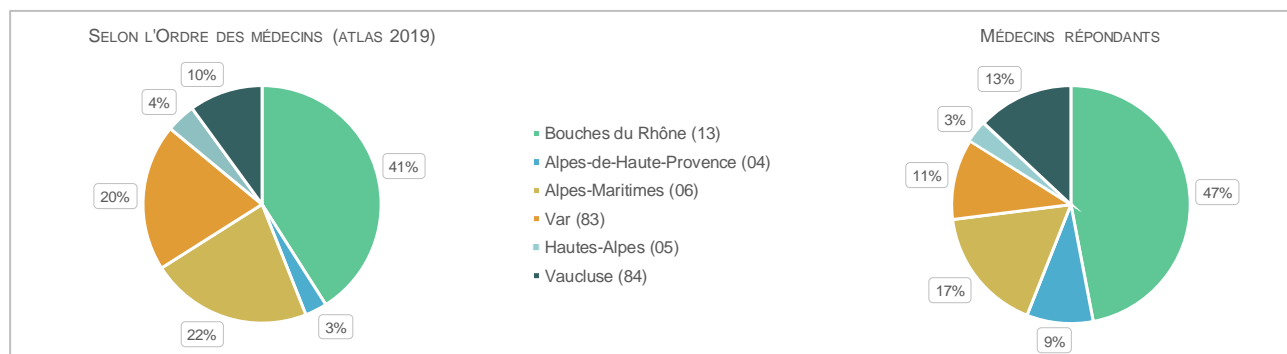 SELON L'ORDRE DES MÉDECINS (ATLAS 2019)
10%
4%
20%
41%
22%
3%
Bouches du Rhône (13)
Alpes-de-Haute-Provence (04)
Alpes-Maritimes (06)
Var (83)
Hautes-Alpes (05)
Vaucluse (84)
MÉDECINS RÉPONDANTS
13%
3%
11%
47%
17%
9%